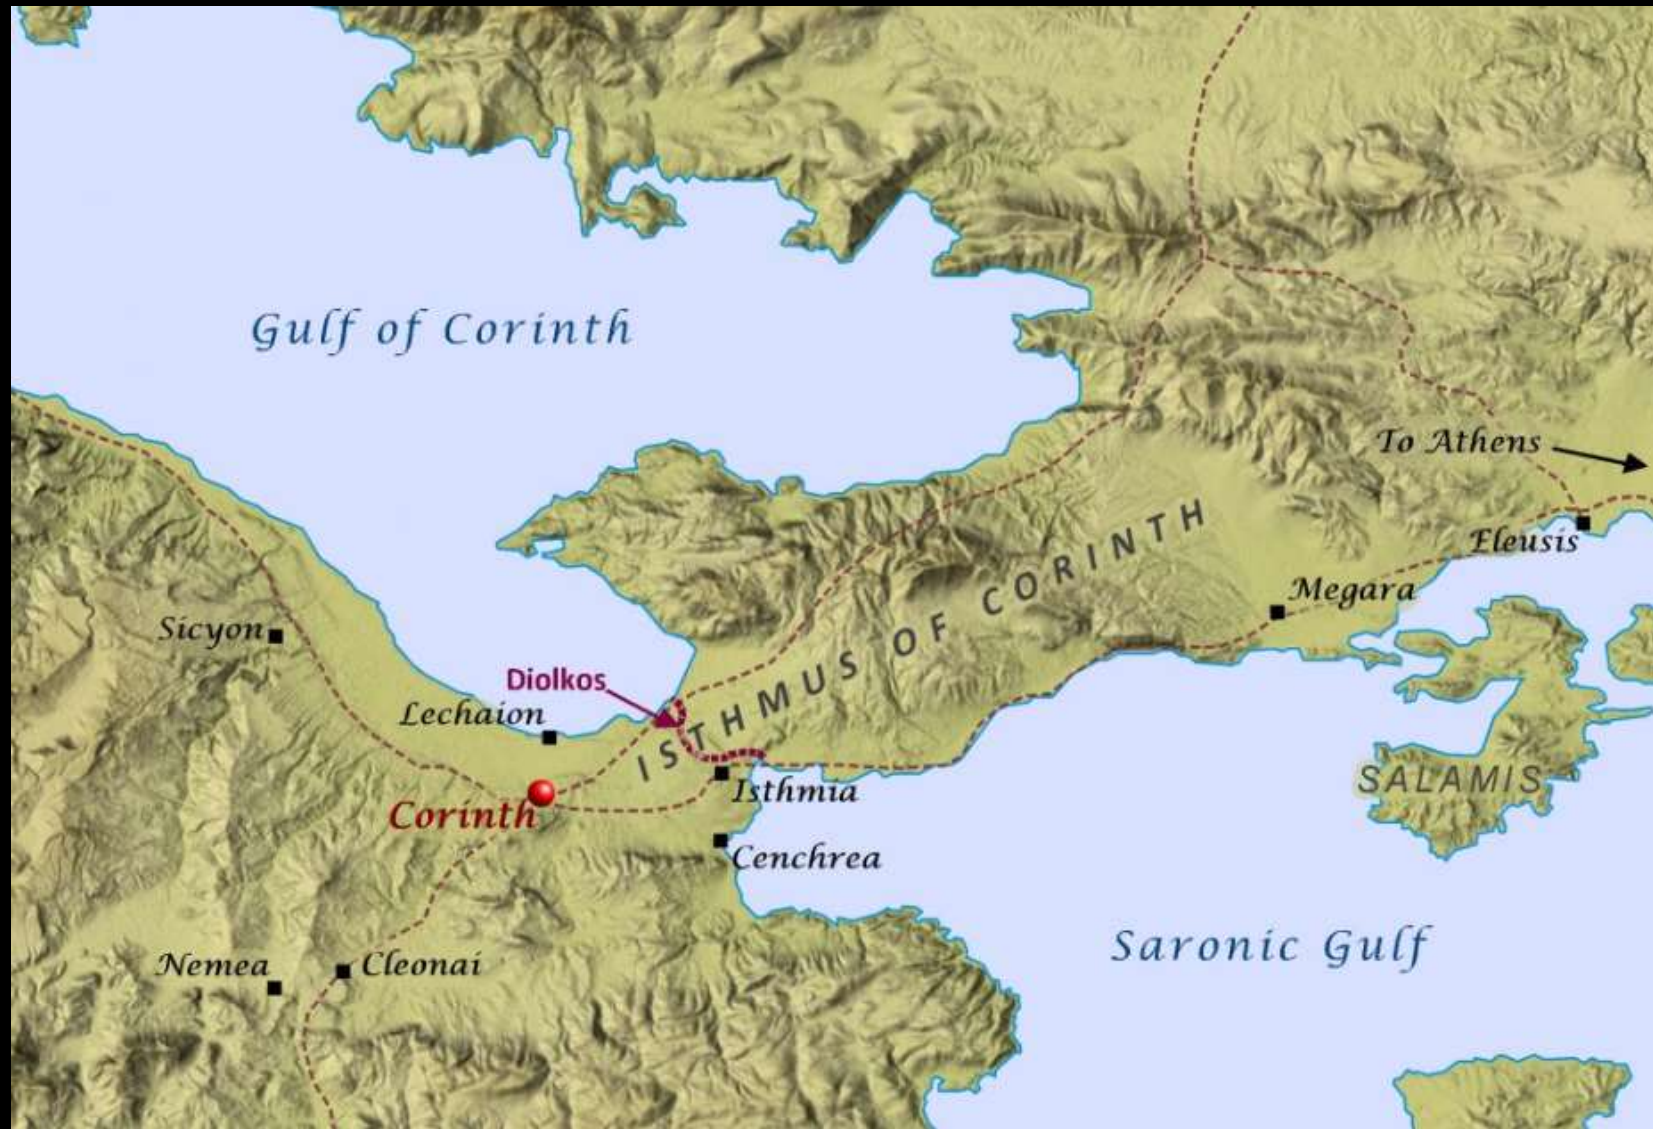 Gulf of Corinth
To Athens
Eleusis
ISTHMUS OF CORINTH
Megara
Sicyon
Diolkos
Lechaion
SALAMIS
Isthmia
Corinth
Cenchrea
Saronic Gulf
Nemea
Cleonai